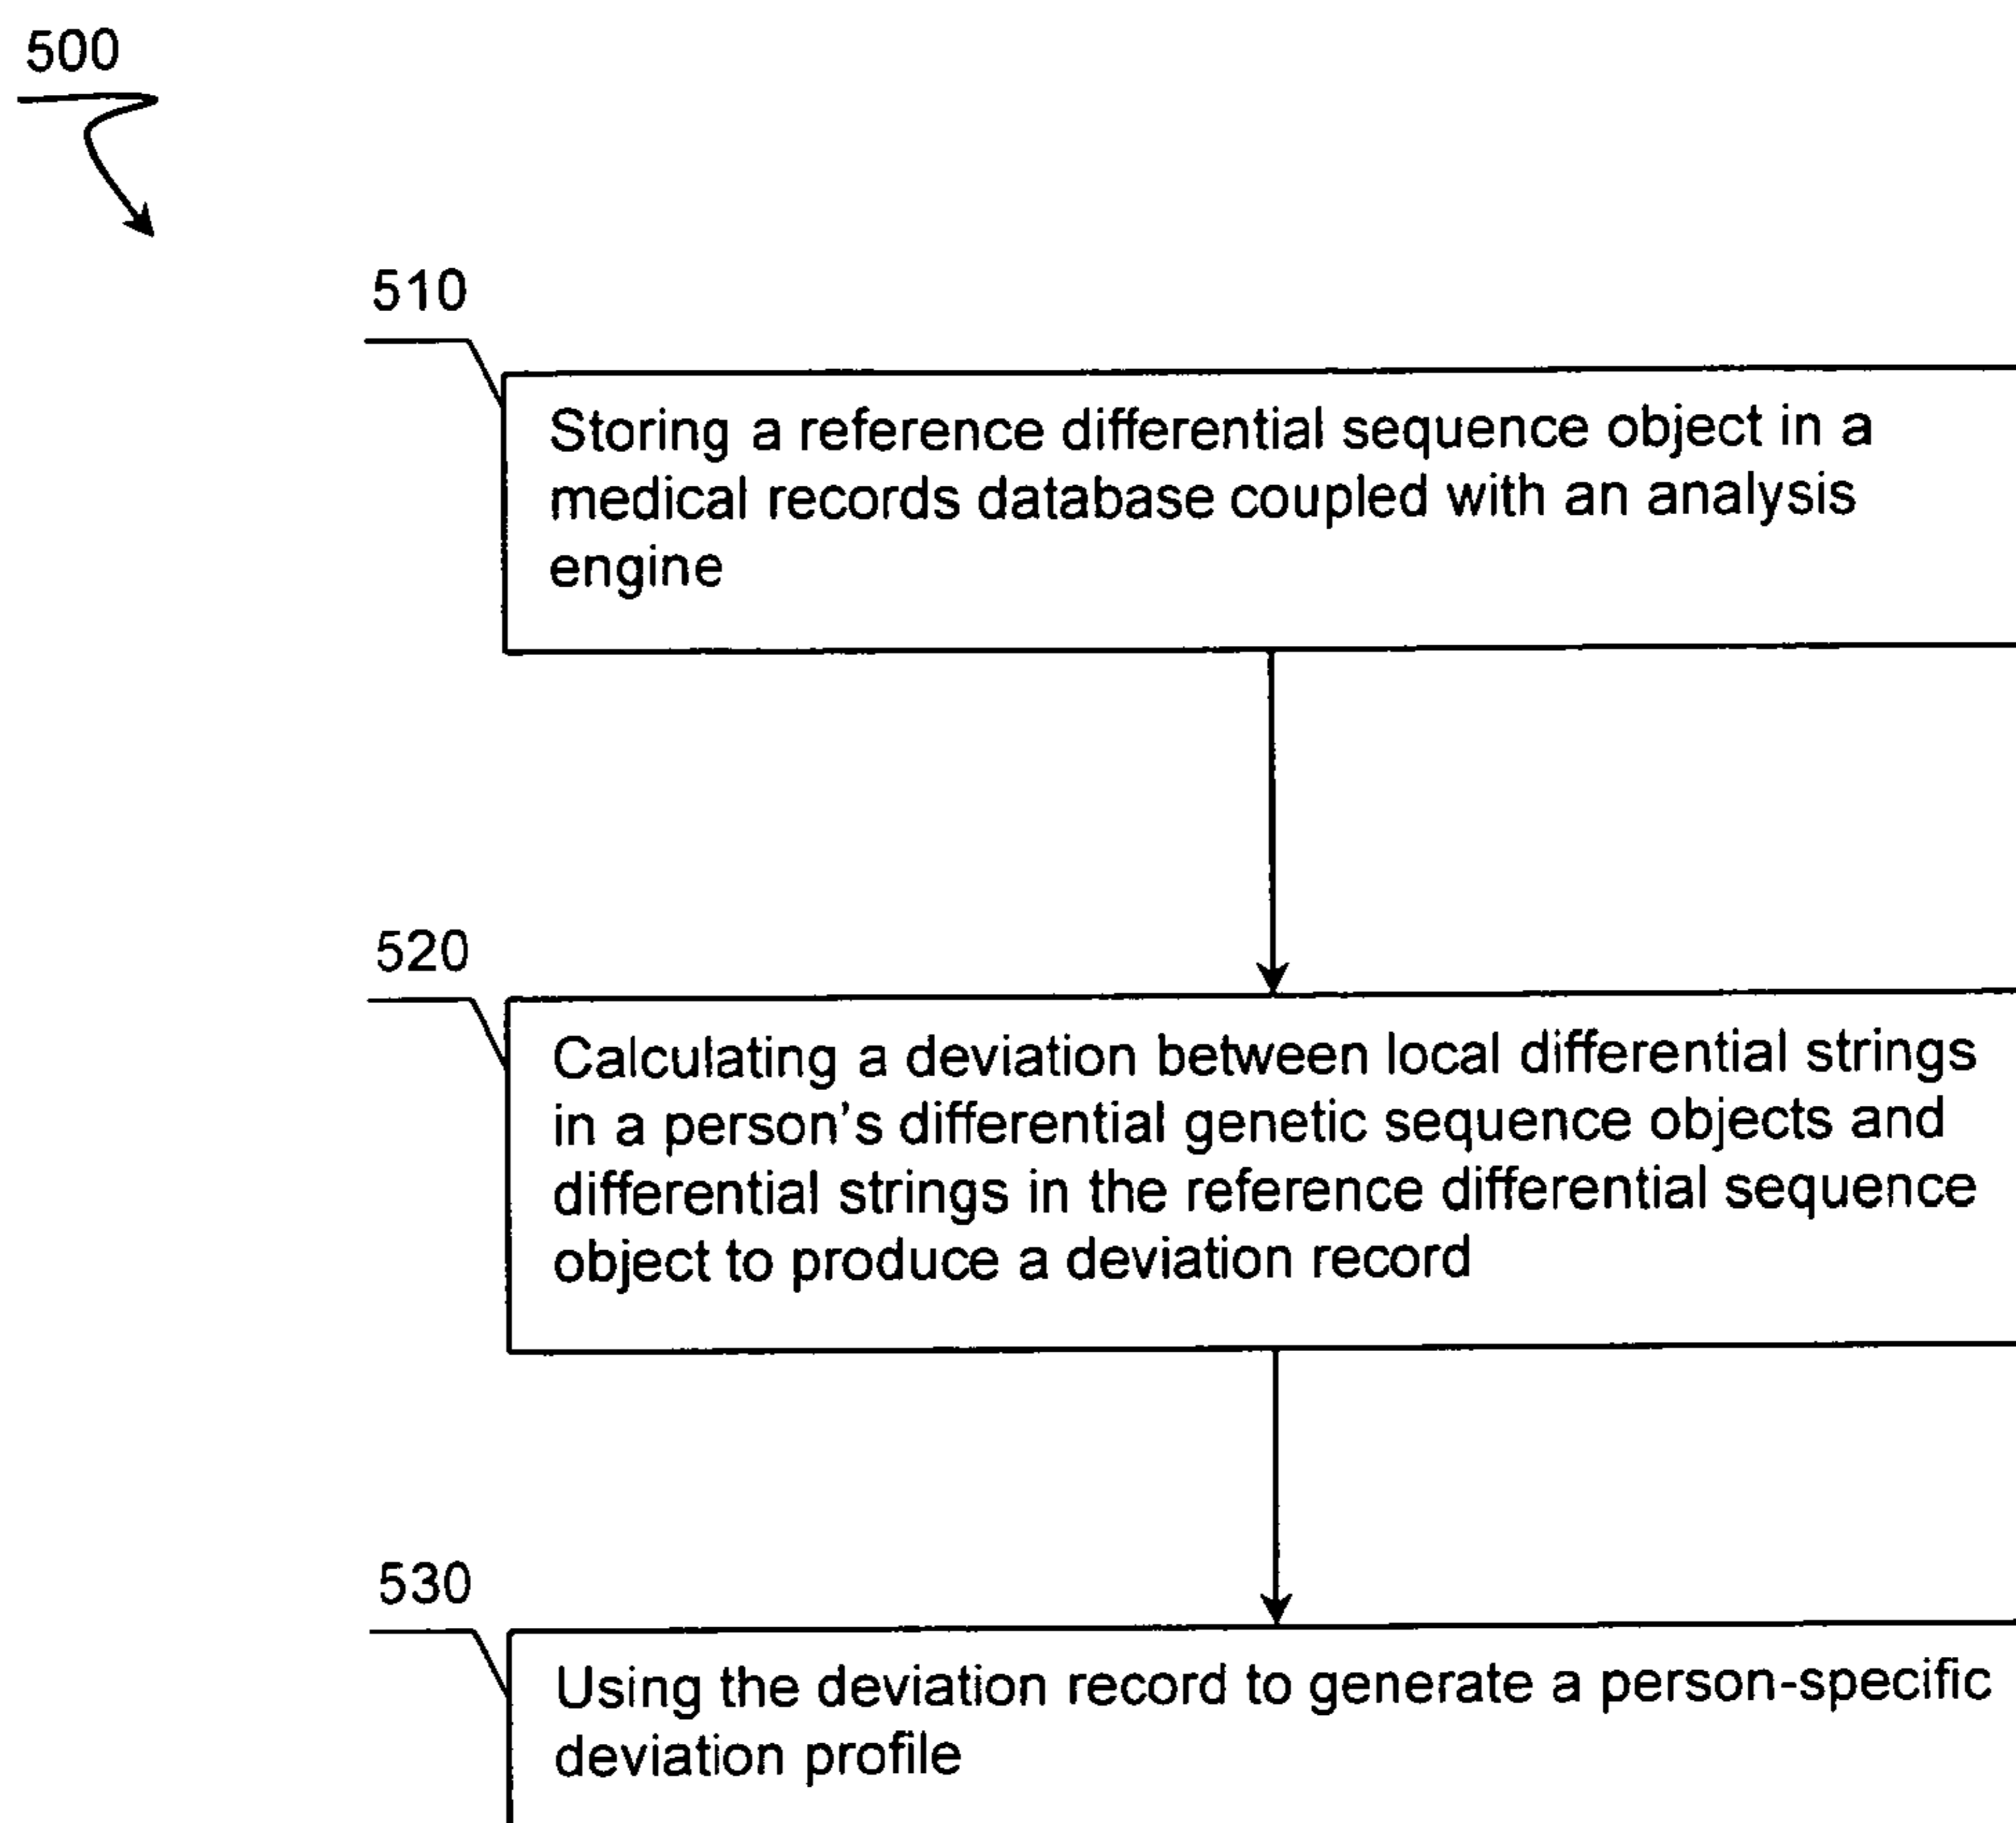 500
510
Storing a reference differential sequence object in a
medical records database coupled with an analysis
engine
520
Calculating a deviation between local differential strings
in a person's differential genetic sequence objects and
differential strings in the reference differential sequence
object to produce a deviation record
530
Using the deviation record to generate a person-specific
deviation profile